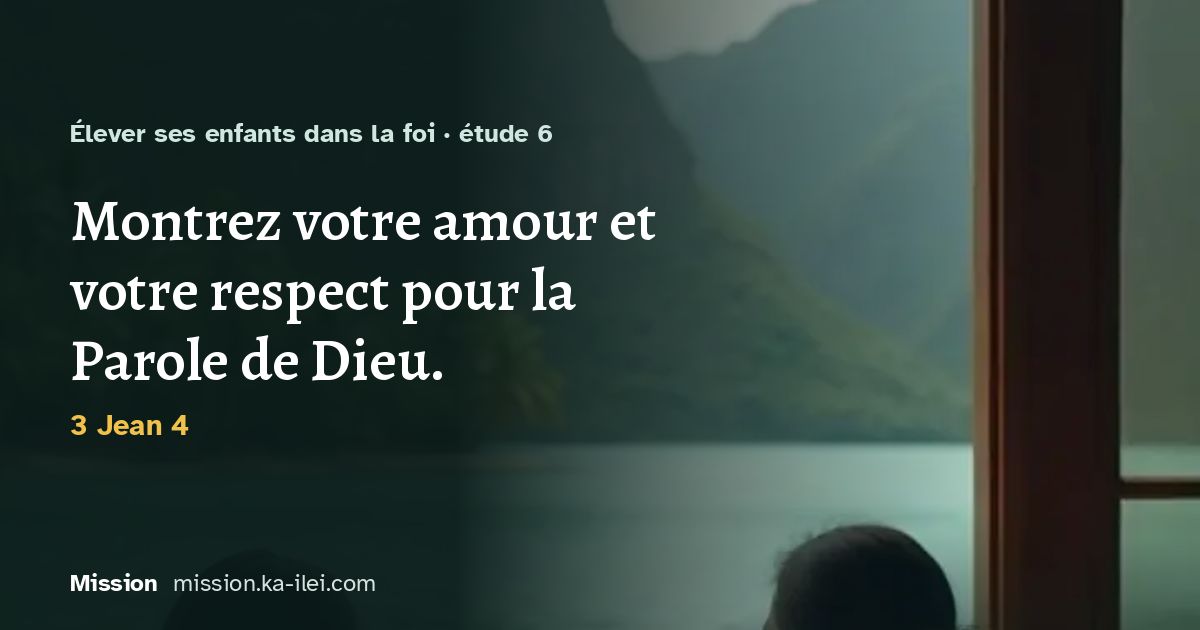 Élever ses enfants dans la foi · étude 6
Montrez votre amour et
votre respect pour la
Parole de Dieu.
3 Jean 4
Mission mission.ka-ilei.com